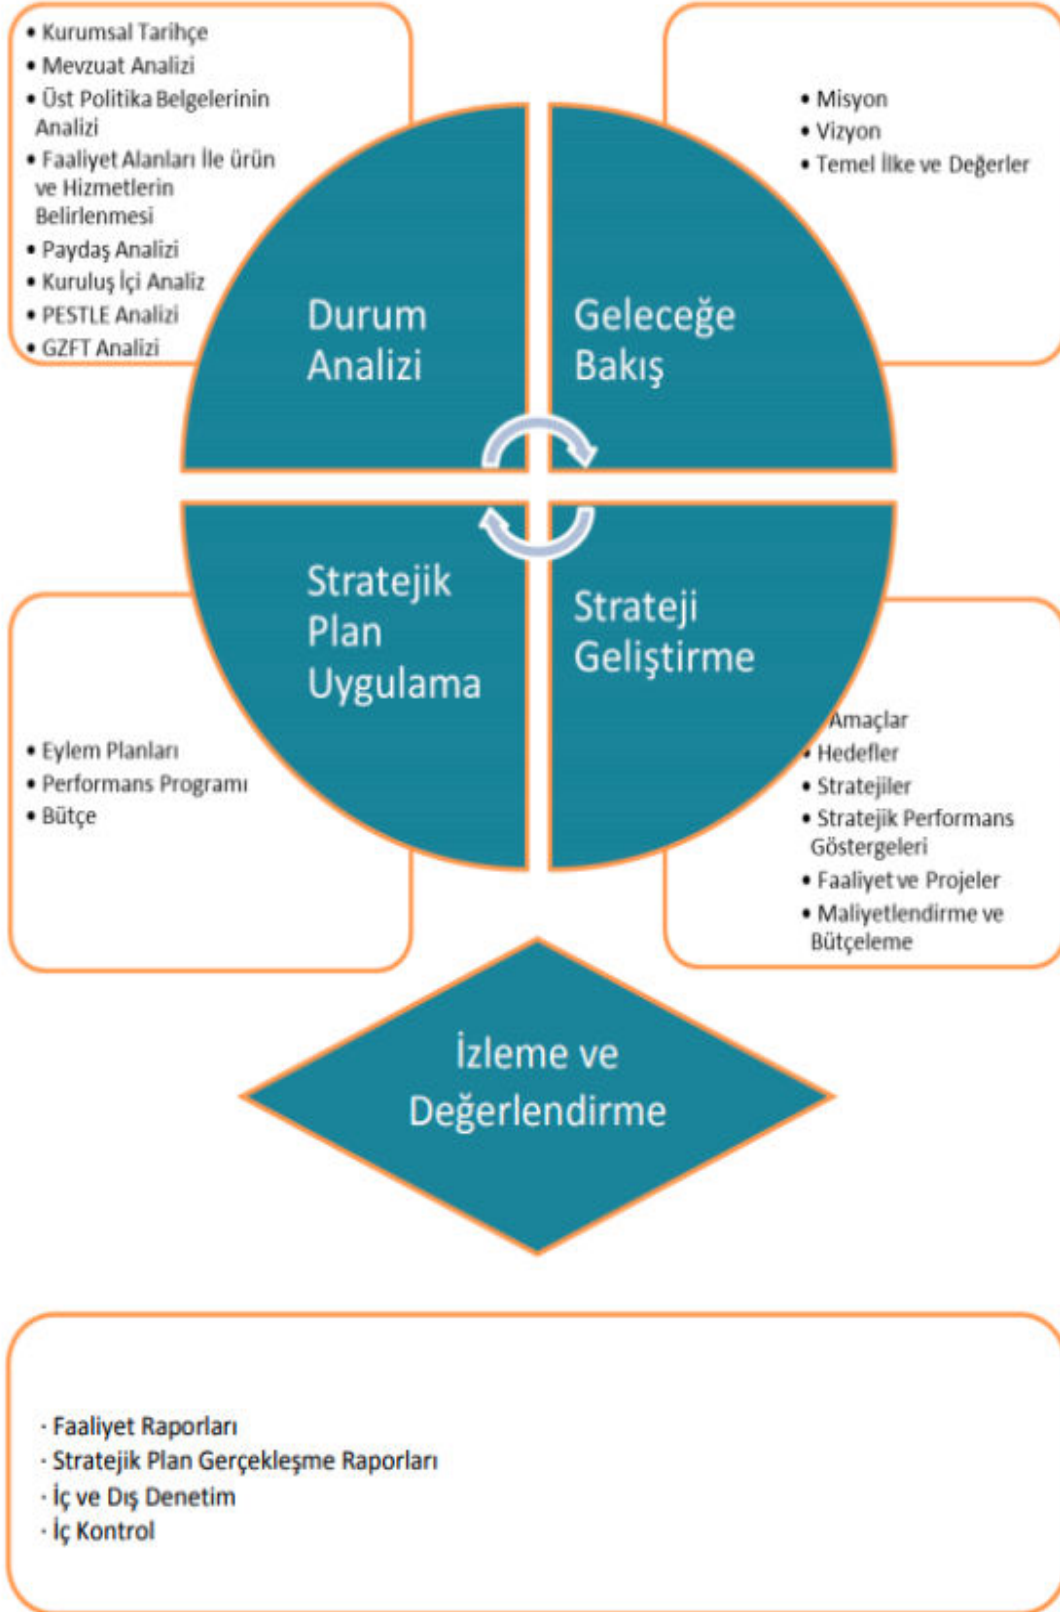 • Kurumsal Tarihçe
• Mevzuat Analizi
• Üst Politika Belgelerinin
Analizi
• Faaliyet Alanları İle ürün
ve Hizmetlerin
Belirlenmesi
• Paydaş Analizi
• Kuruluş İçi Analiz
• PESTLE Analizi
• GZFT Analizi
• Misyon
• Vizyon
• Temel İlke ve Değerler
Durum
Analizi
Geleceğe
Bakış
Stratejik
Plan
Uygulama
Strateji
Geliştirme
• Eylem Planları
• Performans Programı
• Bütçe
Amaçlar
• Hedefler
• Stratejiler
• Stratejik Performans
Göstergeleri
• Faaliyet ve Projeler
• Maliyetlendirme ve
Bütçeleme
İzleme ve
Değerlendirme
· Faaliyet Raporları
· Stratejik Plan Gerçekleşme Raporları
· İç ve Dış Denetim
· İç Kontrol